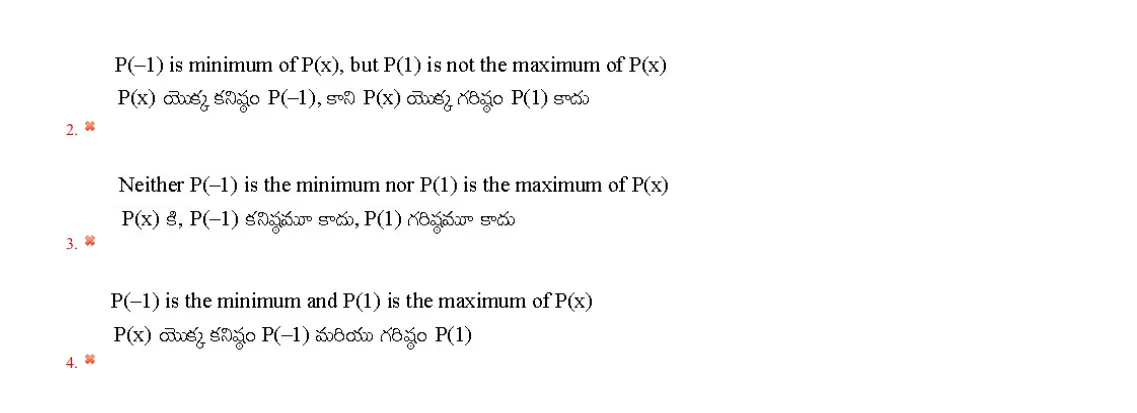 P(–1) is minimum of P(x), but P(1) is not the maximum of P(x)
P(x) యొక్క కనిష్ఠం P(–1), కాని P(x) యొక్క గరిష్ఠం P(1) కాదు
2.
Neither P(–1) is the minimum nor P(1) is the maximum of P(x)
P(x) కి, P(–1) కనిష్ఠమూ కాదు, P(1) గరిష్ఠమూ కాదు
3.
P(–1) is the minimum and P(1) is the maximum of P(x)
P(x) యొక్క కనిష్ఠం P(–1) మరియు గరిష్ఠం P(1)
4.